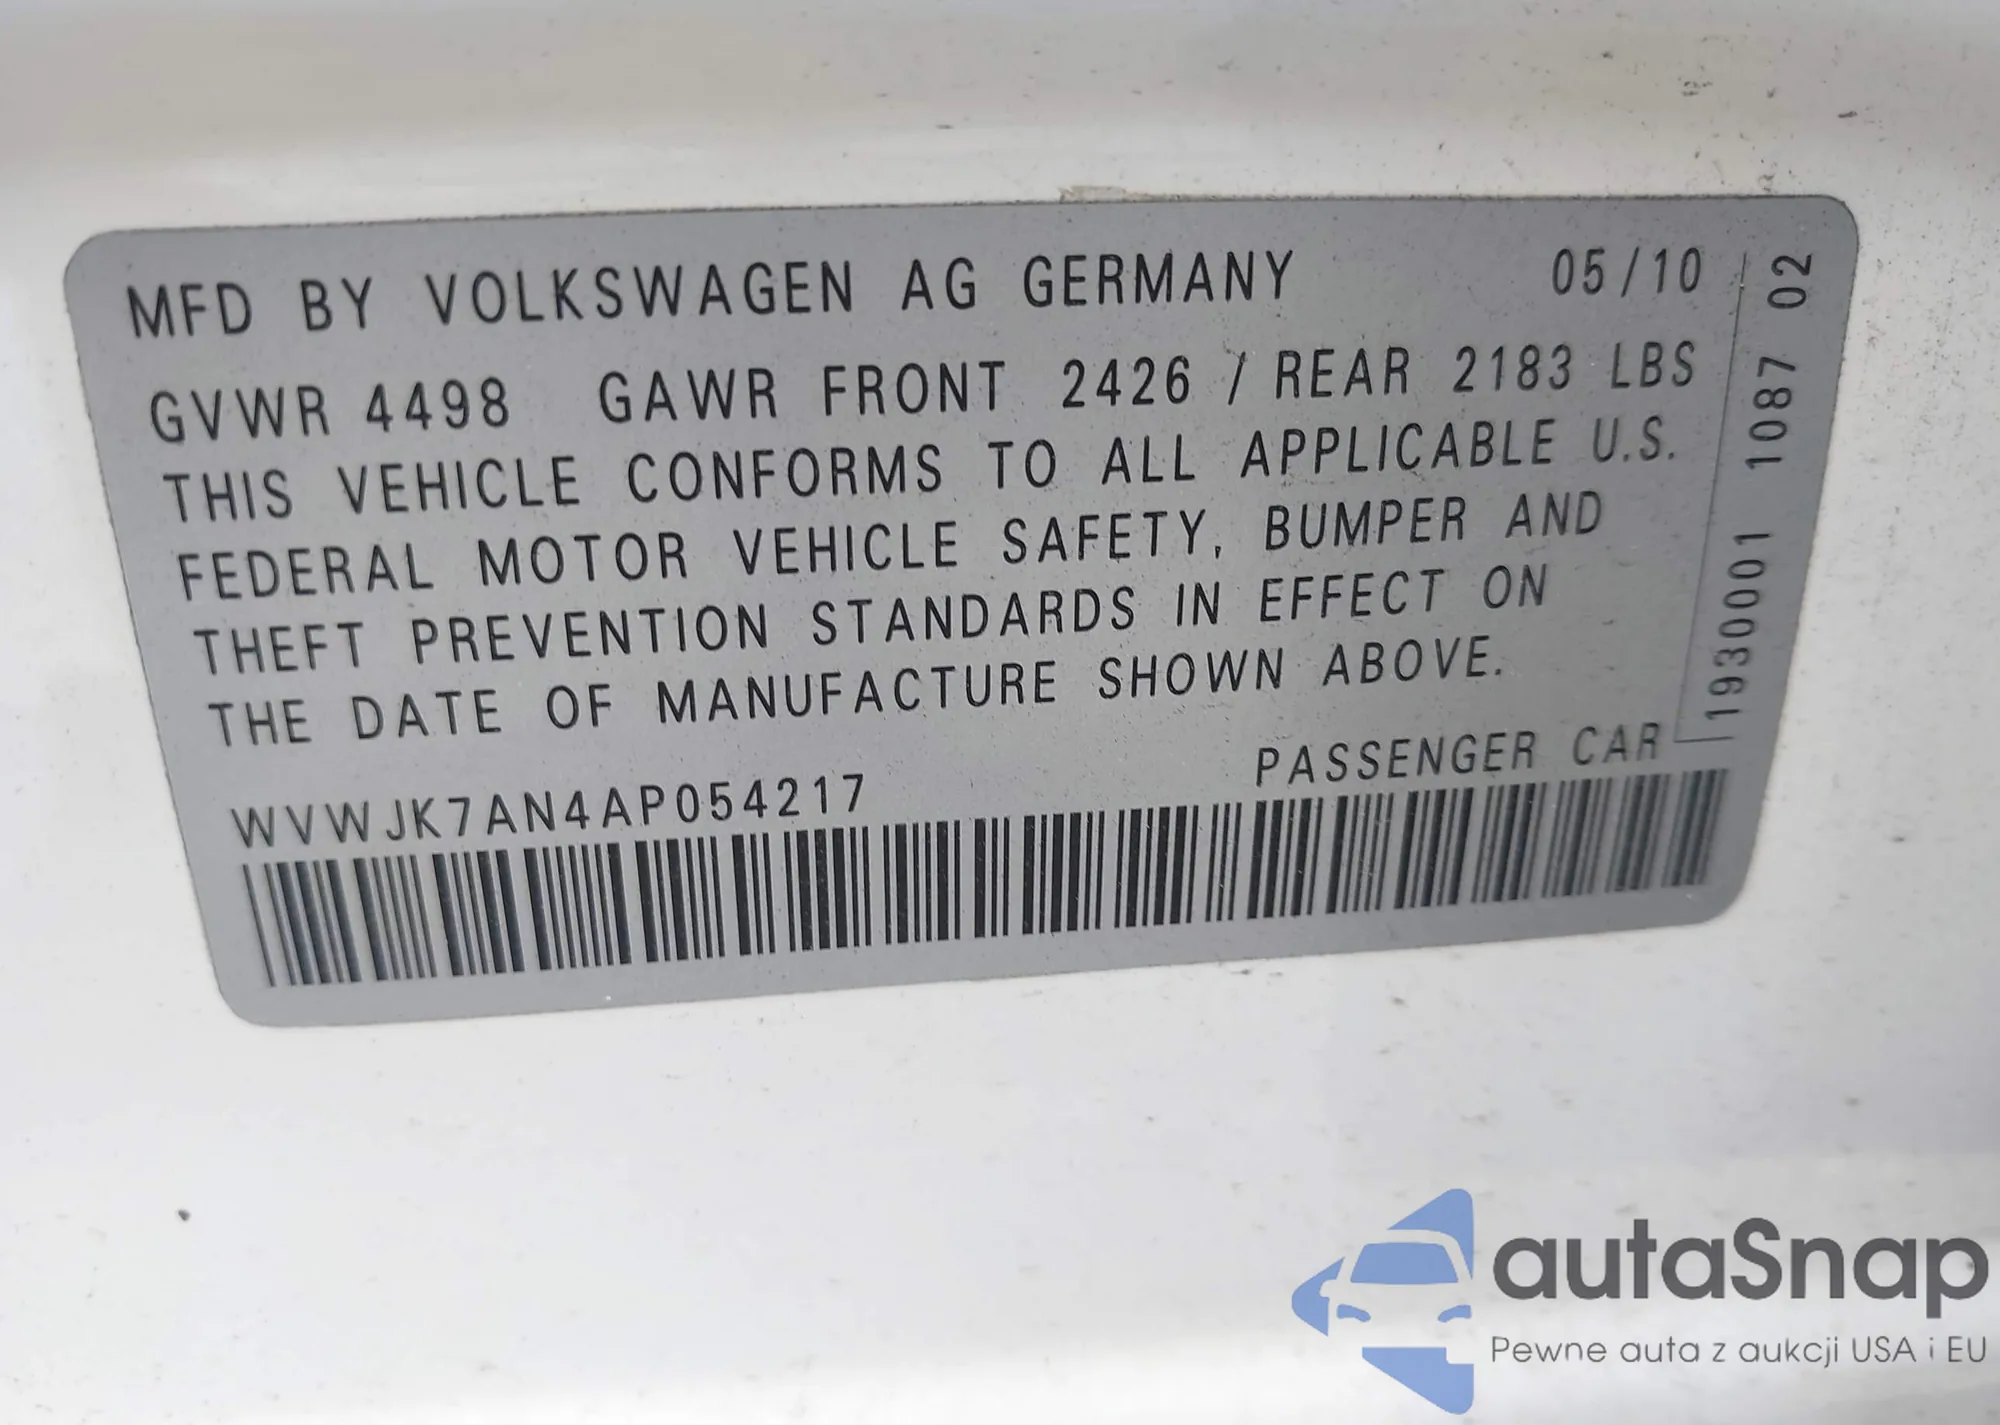 MFD BY VOLKSWAGEN AG GERMANY 05/10
GVWR 4498 GAWR FRONT 2426 / REAR 2183 LBS
THIS VEHICLE CONFORMS TO ALL APPLICABLE U.S.
FEDERAL MOTOR VEHICLE SAFETY, BUMPER AND
THEFT PREVENTION STANDARDS IN EFFECT ON
THE DATE OF MANUFACTURE SHOWN ABOVE.
WVWJK7AN4AP054217 PASSENGER CAR
1930001 1087 02
autaSnap
Pewne auta z aukcji USA i EU